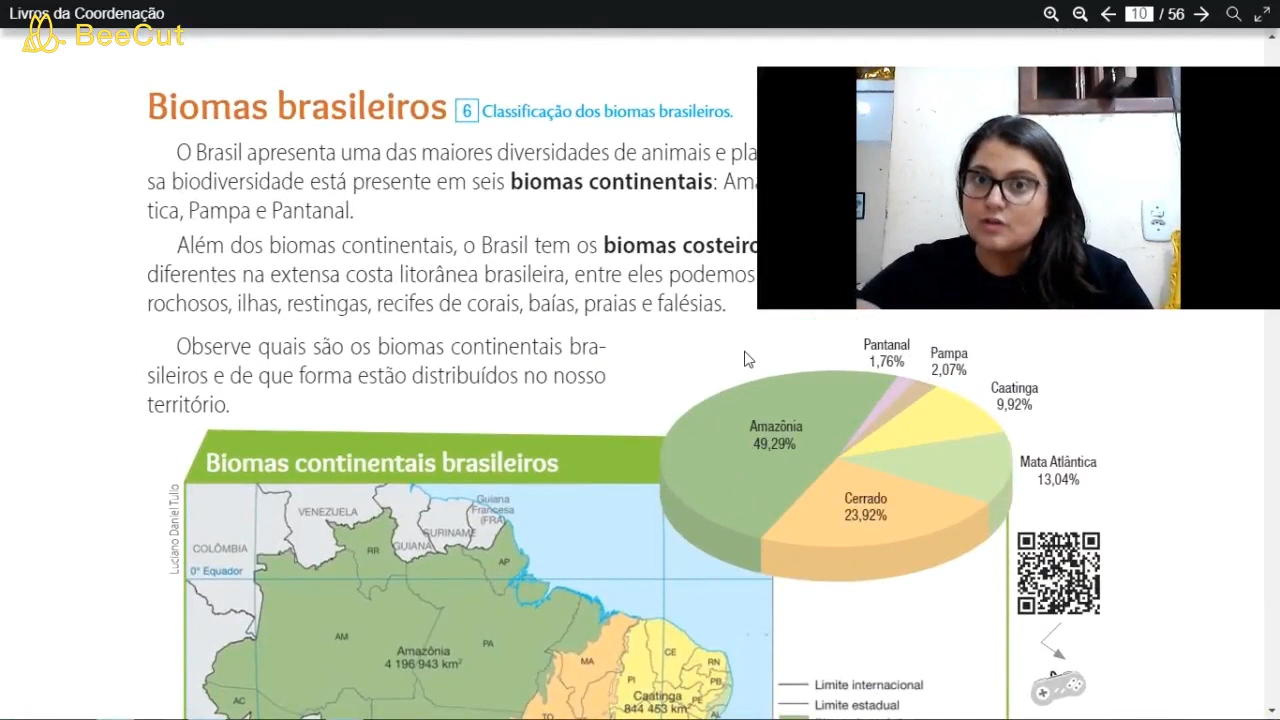 Livros da Coordenação
10 / 56
BeeCut
Biomas brasileiros 6 Classificação dos biomas brasileiros.
O Brasil apresenta uma das maiores diversidades de animais e pla
sa biodiversidade está presente em seis biomas continentais: Ama
tica, Pampa e Pantanal.
Além dos biomas continentais, o Brasil tem os biomas costeiro
diferentes na extensa costa litorânea brasileira, entre eles podemos
rochosos, ilhas, restingas, recifes de corais, baías, praias e falésias.
Observe quais são os biomas continentais bra-
sileiros e de que forma estão distribuídos no nosso
território.
Pantanal
1,76%
Pampa
2,07%
Caatinga
9,92%
Amazônia
49,29%
Mata Atlântica
13,04%
Cerrado
23,92%
Biomas continentais brasileiros
Luciano Daniel Tulio
VENEZUELA
Guiana
Francesa
(FRA)
SURINAME
GUIANA
COLÔMBIA
RR
AP
0° Equador
AM
PA
Amazônia
4 196 943 km²
MA
CE
RN
PB
PI
PE
Caatinga
844 453 km²
AC
TO
AL
Limite internacional
Limite estadual